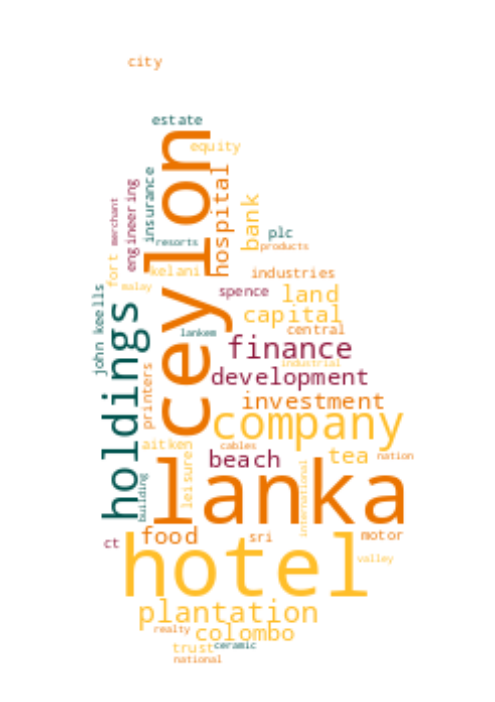 city
estate
equity
ceylon
hospital
insurance
engineering
merchant
bank
plc
resorts
products
fort
kelani
industries
malay
john keells
spence
land
holdings
capital
lankem
central
finance
industrial
printers
development
investment
company
aitken
cables
tea
nation
beach
leisure
lanka
building
international
ct
food
sri
motor
hotel
valley
plantation
realty
colombo
trust
ceramic
national